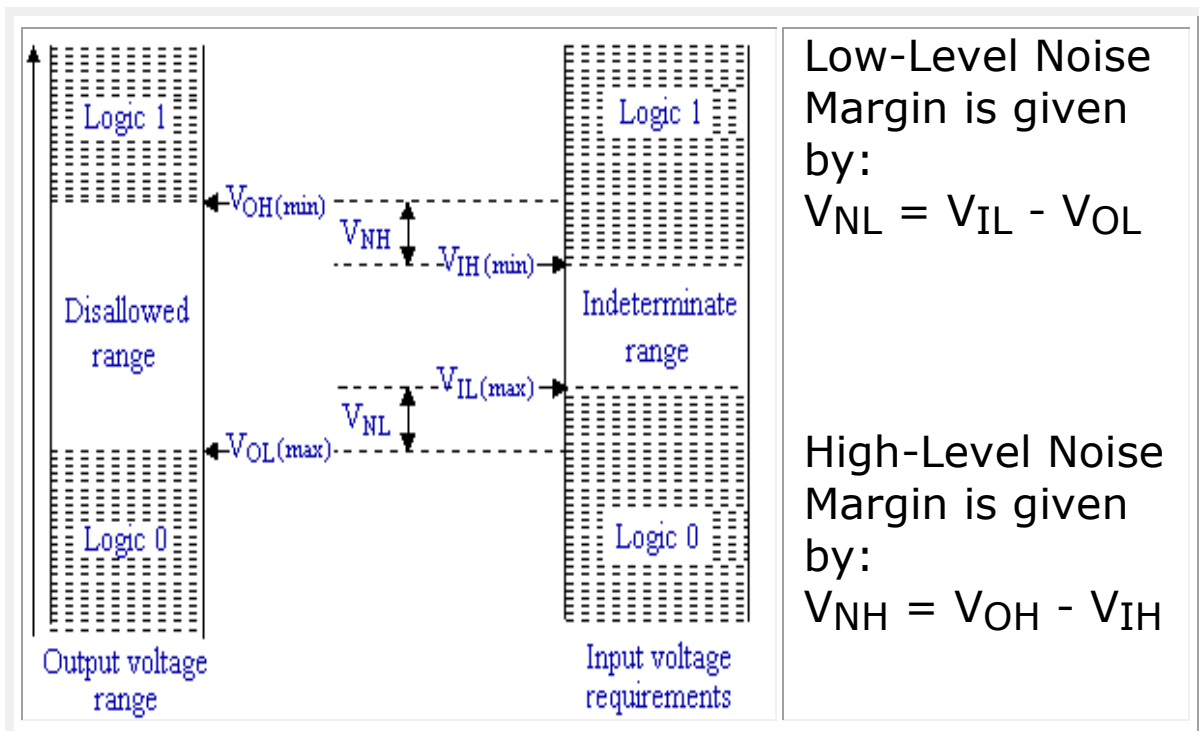 Logic 1
V_OH(min)
V_NH
V_IH(min)
Disallowed
range
V_NL
V_OL(max)
Logic 0
Output voltage
range
Logic 1
Indeterminate
range
V_IL(max)
Logic 0
Input voltage
requirements
Low-Level Noise
Margin is given
by:
V_NL = V_IL - V_OL
High-Level Noise
Margin is given
by:
V_NH = V_OH - V_IH